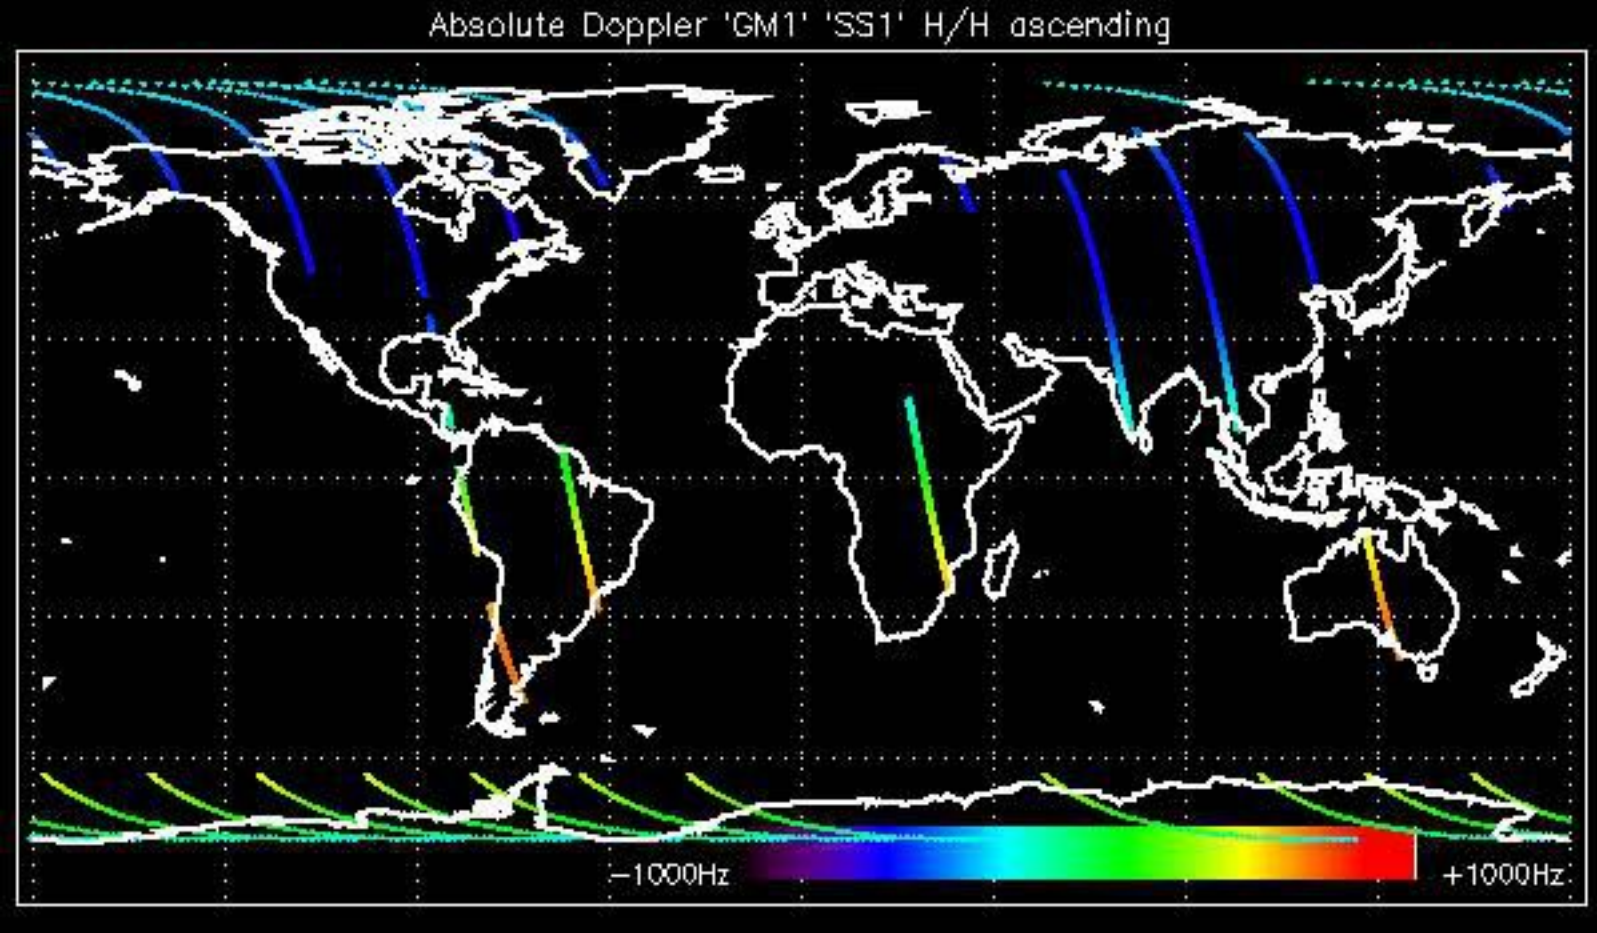 Absolute Doppler 'GM1' 'SS1' H/H ascending
−1000Hz +1000Hz